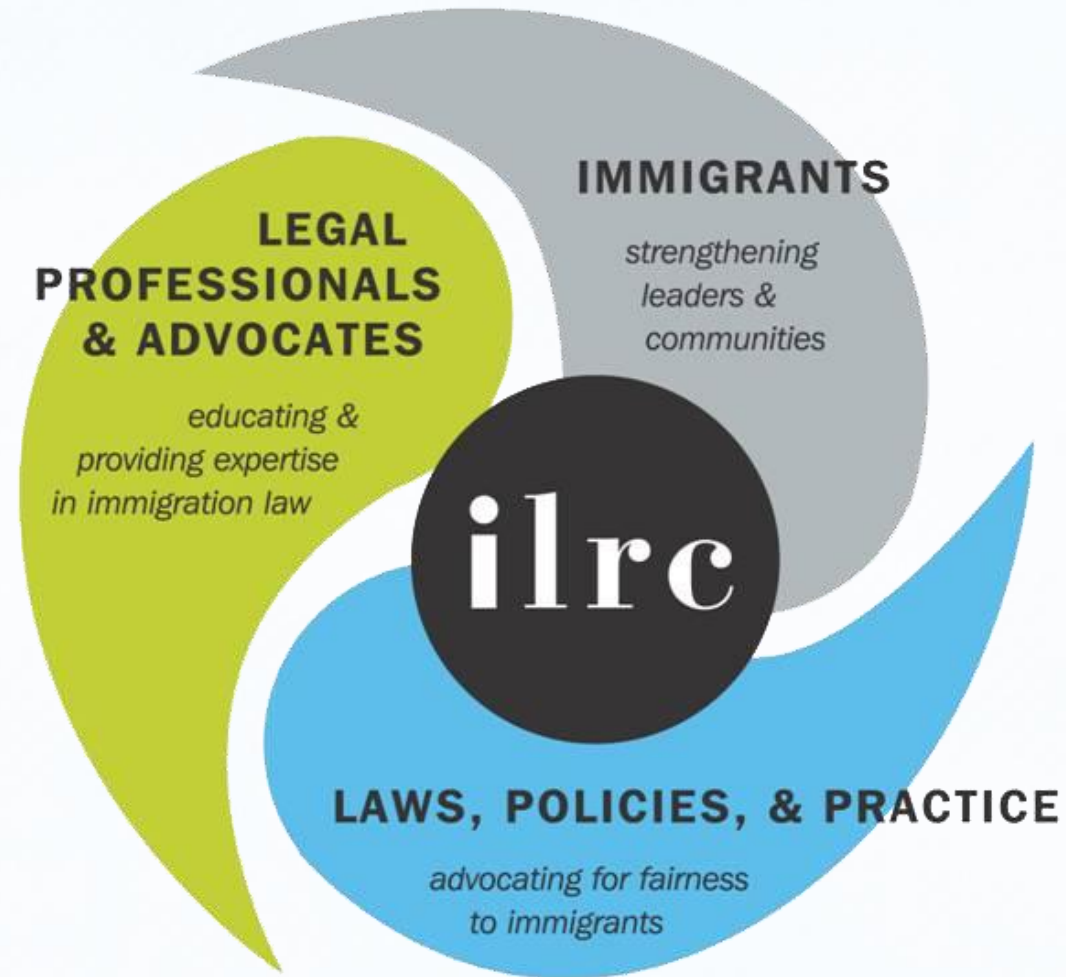 LEGAL
PROFESSIONALS
& ADVOCATES
educating &
providing expertise
in immigration law
IMMIGRANTS
strengthening
leaders &
communities
ilrc
LAWS, POLICIES, & PRACTICE
advocating for fairness
to immigrants